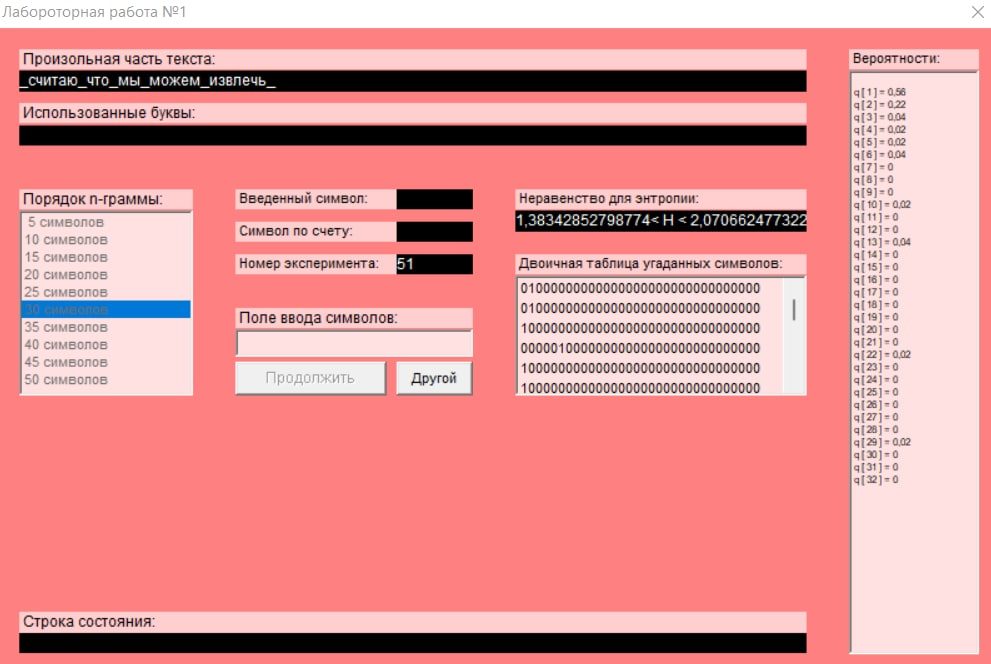 Лабороторная работа №1
Произольная часть текста:
_считаю_что_мы_можем_извлечь_
Использованные буквы:
Порядок n-граммы:
5 символов
10 символов
15 символов
20 символов
25 символов
30 символов
35 символов
40 символов
45 символов
50 символов
Введенный символ:
Символ по счету:
Номер эксперимента: 51
Поле ввода символов:
Продолжить
Другой
Неравенство для энтропии:
1,38342852798774< H < 2,070662477322
Двоичная таблица угаданных символов:
01000000000000000000000000000000
01000000000000000000000000000000
10000000000000000000000000000000
00000100000000000000000000000000
10000000000000000000000000000000
10000000000000000000000000000000
Вероятности:
q[1]=0,56
q[2]=0,22
q[3]=0,04
q[4]=0,02
q[5]=0,02
q[6]=0,04
q[7]=0
q[8]=0
q[9]=0
q[10]=0,02
q[11]=0
q[12]=0
q[13]=0,04
q[14]=0
q[15]=0
q[16]=0
q[17]=0
q[18]=0
q[19]=0
q[20]=0
q[21]=0
q[22]=0,02
q[23]=0
q[24]=0
q[25]=0
q[26]=0
q[27]=0
q[28]=0
q[29]=0,02
q[30]=0
q[31]=0
q[32]=0
Строка состояния: